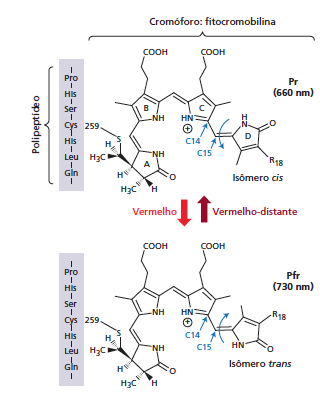 Cromóforo: fitocromobilina
Polipeptídeo
Pro
His
Ser
Cys
His
Leu
Gln
259
S
H
H₃C
H
H₃C
H
COOH
COOH
B
C
NH
HN
⊕
NH
A
O
C14
C15
H
N
D
O
R18
Pr
(660 nm)
Isômero cis
Vermelho
Vermelho-distante
Pro
His
Ser
Cys
His
Leu
Gln
259
S
H
H₃C
H
H₃C
H
COOH
COOH
NH
HN
⊕
NH
O
C14
C15
R18
HN
O
Pfr
(730 nm)
Isômero trans